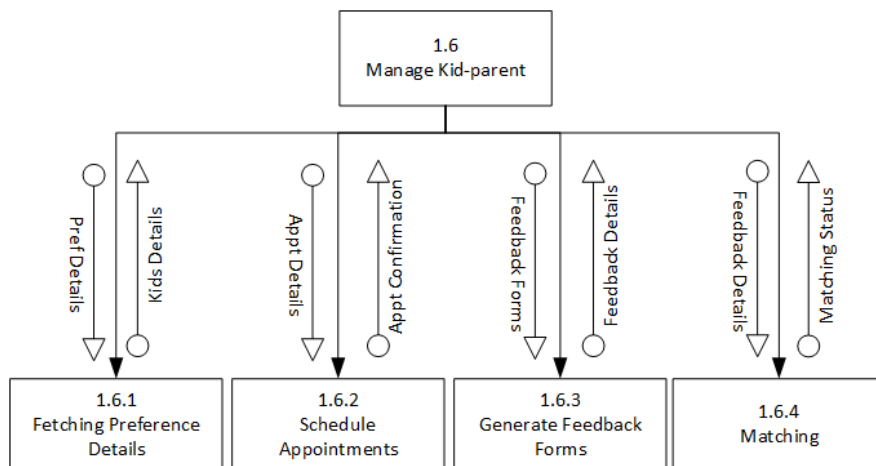 1.6
Manage Kid-parent
Pref Details
Kids Details
Appt Details
Appt Confirmation
Feedback Forms
Feedback Details
Feedback Details
Matching Status
1.6.1
Fetching Preference
Details
1.6.2
Schedule
Appointments
1.6.3
Generate Feedback
Forms
1.6.4
Matching